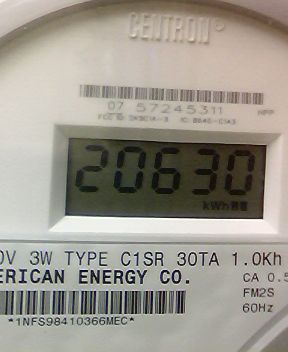 CENTRON®
07 57245311
20630
kWh
0V 3W TYPE C1SR 30TA 1.0Kh
ERICAN ENERGY CO.
CA 0.5
FM2S
60Hz
*1NFS98410366MEC*